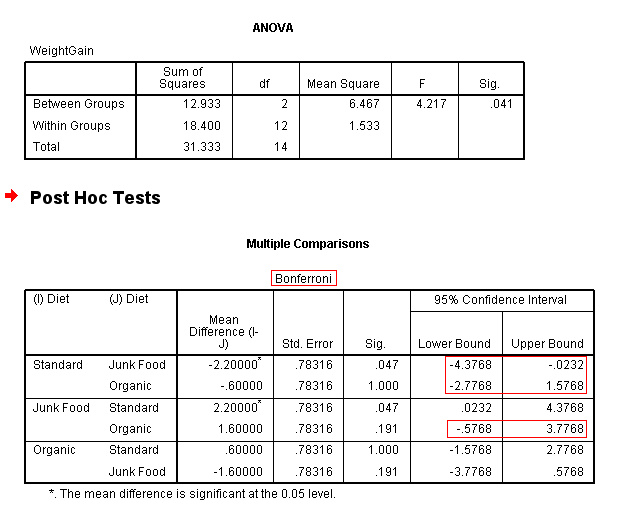 ANOVA
WeightGain
Sum of Squares df Mean Square F Sig.
Between Groups 12.933 2 6.467 4.217 .041
Within Groups 18.400 12 1.533
Total 31.333 14
Post Hoc Tests
Multiple Comparisons
Bonferroni
(I) Diet (J) Diet Mean Difference (I-J) Std. Error Sig. 95% Confidence Interval
Lower Bound Upper Bound
Standard Junk Food -2.20000* .78316 .047 -4.3768 -.0232
Organic -.60000 .78316 1.000 -2.7768 1.5768
Junk Food Standard 2.20000* .78316 .047 .0232 4.3768
Organic 1.60000 .78316 .191 -.5768 3.7768
Organic Standard .60000 .78316 1.000 -1.5768 2.7768
Junk Food -1.60000 .78316 .191 -3.7768 .5768
*. The mean difference is significant at the 0.05 level.